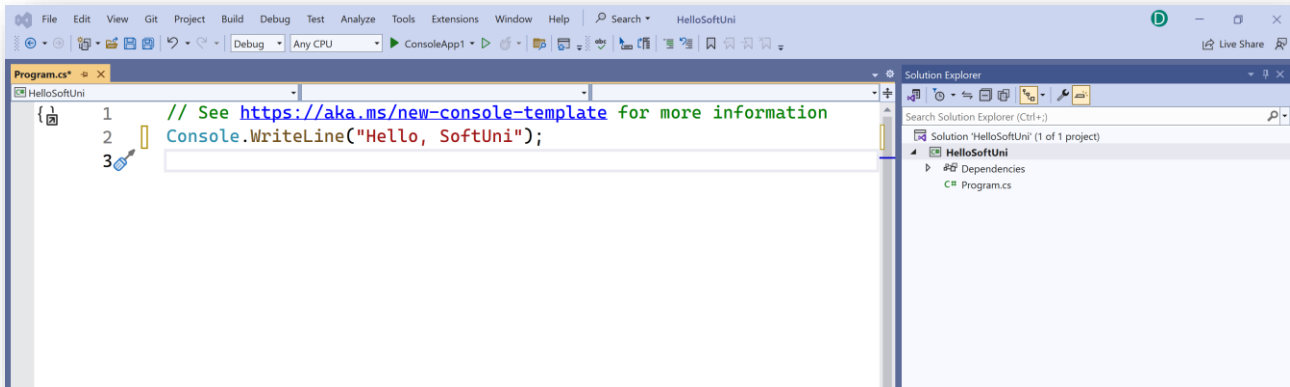 File Edit View Git Project Build Debug Test Analyze Tools Extensions Window Help Search HelloSoftUni D
Debug Any CPU ConsoleApp1 Live Share
Program.cs*
HelloSoftUni
1 // See https://aka.ms/new-console-template for more information
2 Console.WriteLine("Hello, SoftUni");
3
Solution Explorer
Search Solution Explorer (Ctrl+;)
Solution 'HelloSoftUni' (1 of 1 project)
C# HelloSoftUni
Dependencies
C# Program.cs